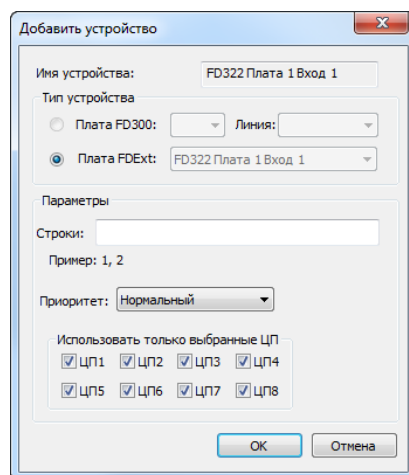 Добавить устройство
Имя устройства: FD322 Плата 1 Вход 1
Тип устройства
Плата FD300: Линия:
Плата FDExt: FD322 Плата 1 Вход 1
Параметры
Строки:
Пример: 1, 2
Приоритет: Нормальный
Использовать только выбранные ЦП
ЦП1 ЦП2 ЦП3 ЦП4
ЦП5 ЦП6 ЦП7 ЦП8
OK Отмена